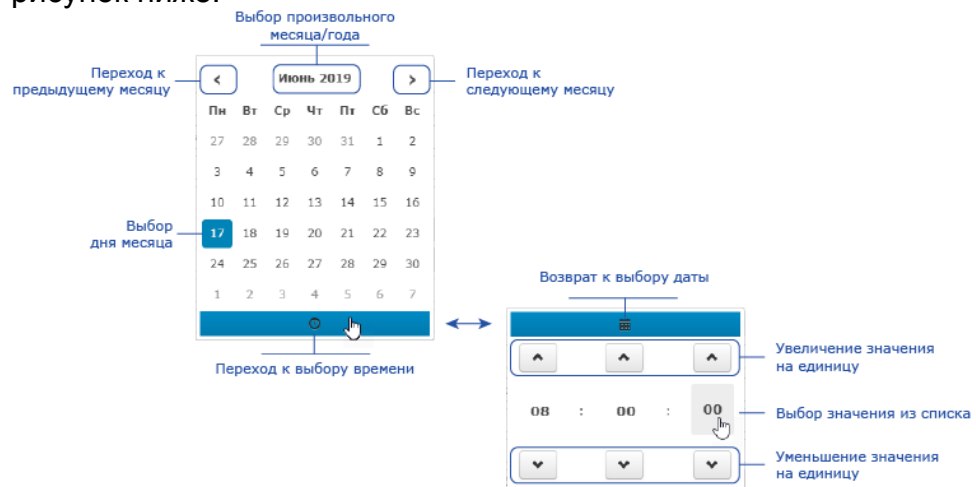 рисунок ниже.
Выбор произвольного
месяца/года
Переход к
предыдущему месяцу
<
Июнь 2019
>
Переход к
следующему месяцу
Пн Вт Ср Чт Пт Сб Вс
27 28 29 30 31 1 2
3 4 5 6 7 8 9
10 11 12 13 14 15 16
Выбор
дня месяца
17 18 19 20 21 22 23
24 25 26 27 28 29 30
1 2 3 4 5 6 7
Переход к выбору времени
Возврат к выбору даты
Увеличение значения
на единицу
08 : 00 : 00
Выбор значения из списка
Уменьшение значения
на единицу